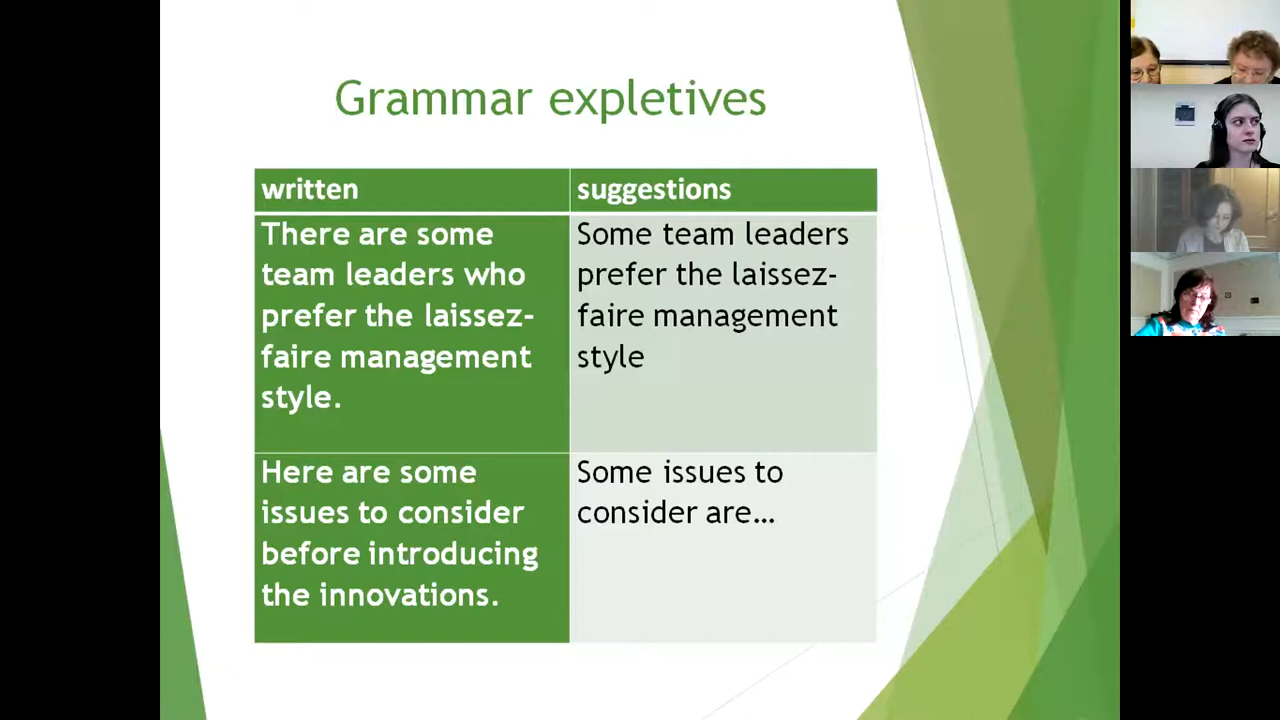 Grammar expletives
written
suggestions
There are some
team leaders who
prefer the laissez-
faire management
style.
Some team leaders
prefer the laissez-
faire management
style
Here are some
issues to consider
before introducing
the innovations.
Some issues to
consider are…